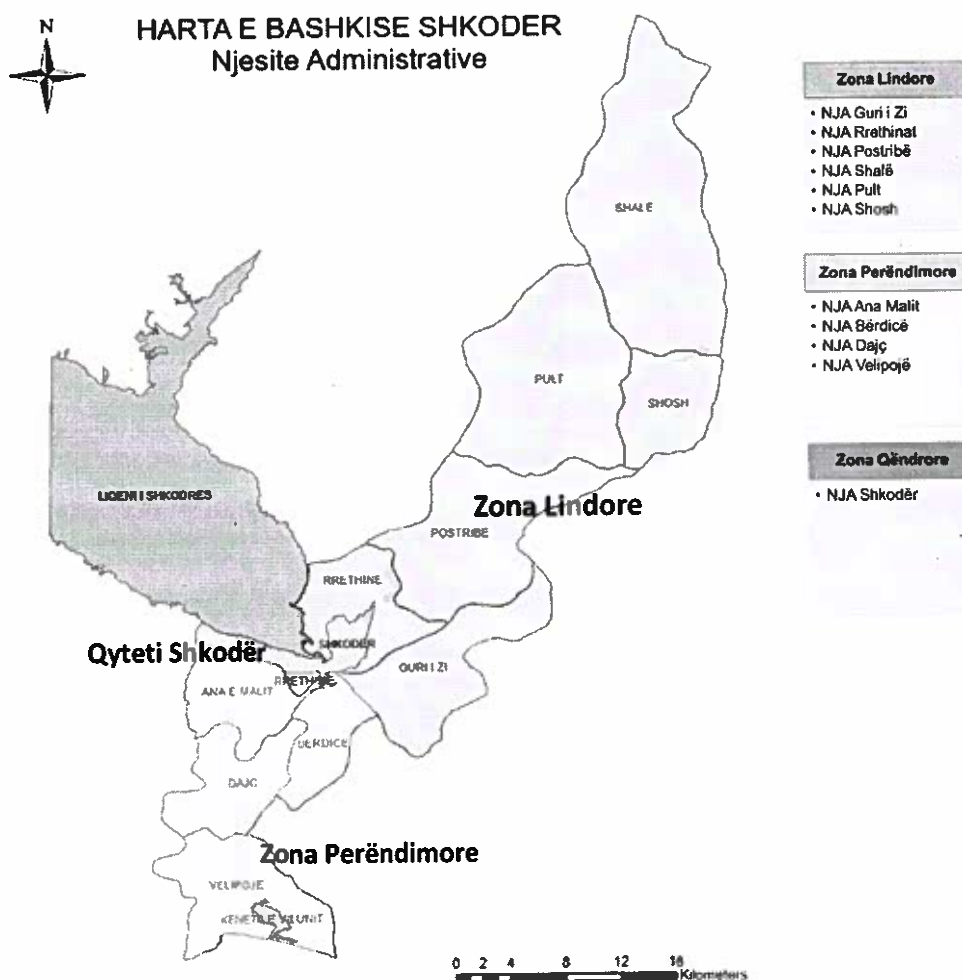 N
HARTA E BASHKISE SHKODER
Njesite Administrative
Zona Lindore
• NJA Guri i Zi
• NJA Rrethinat
• NJA Postribë
• NJA Shalë
• NJA Pult
• NJA Shosh
Zona Perëndimore
• NJA Ana Malit
• NJA Bërdicë
• NJA Dajç
• NJA Velipojë
Zona Qëndrore
• NJA Shkodër
SHALE
PULT
SHOSH
LIQENI I SHKODRES
Zona Lindore
POSTRIBE
RRETHINE
SHKODER
Qyteti Shkodër
GURI I ZI
RRETHINE
ANA E MALIT
BERDICE
DAJC
Zona Perëndimore
VELIPOJE
KENETA E VILUNIT
0 2 4 8 12 16
Kilometers